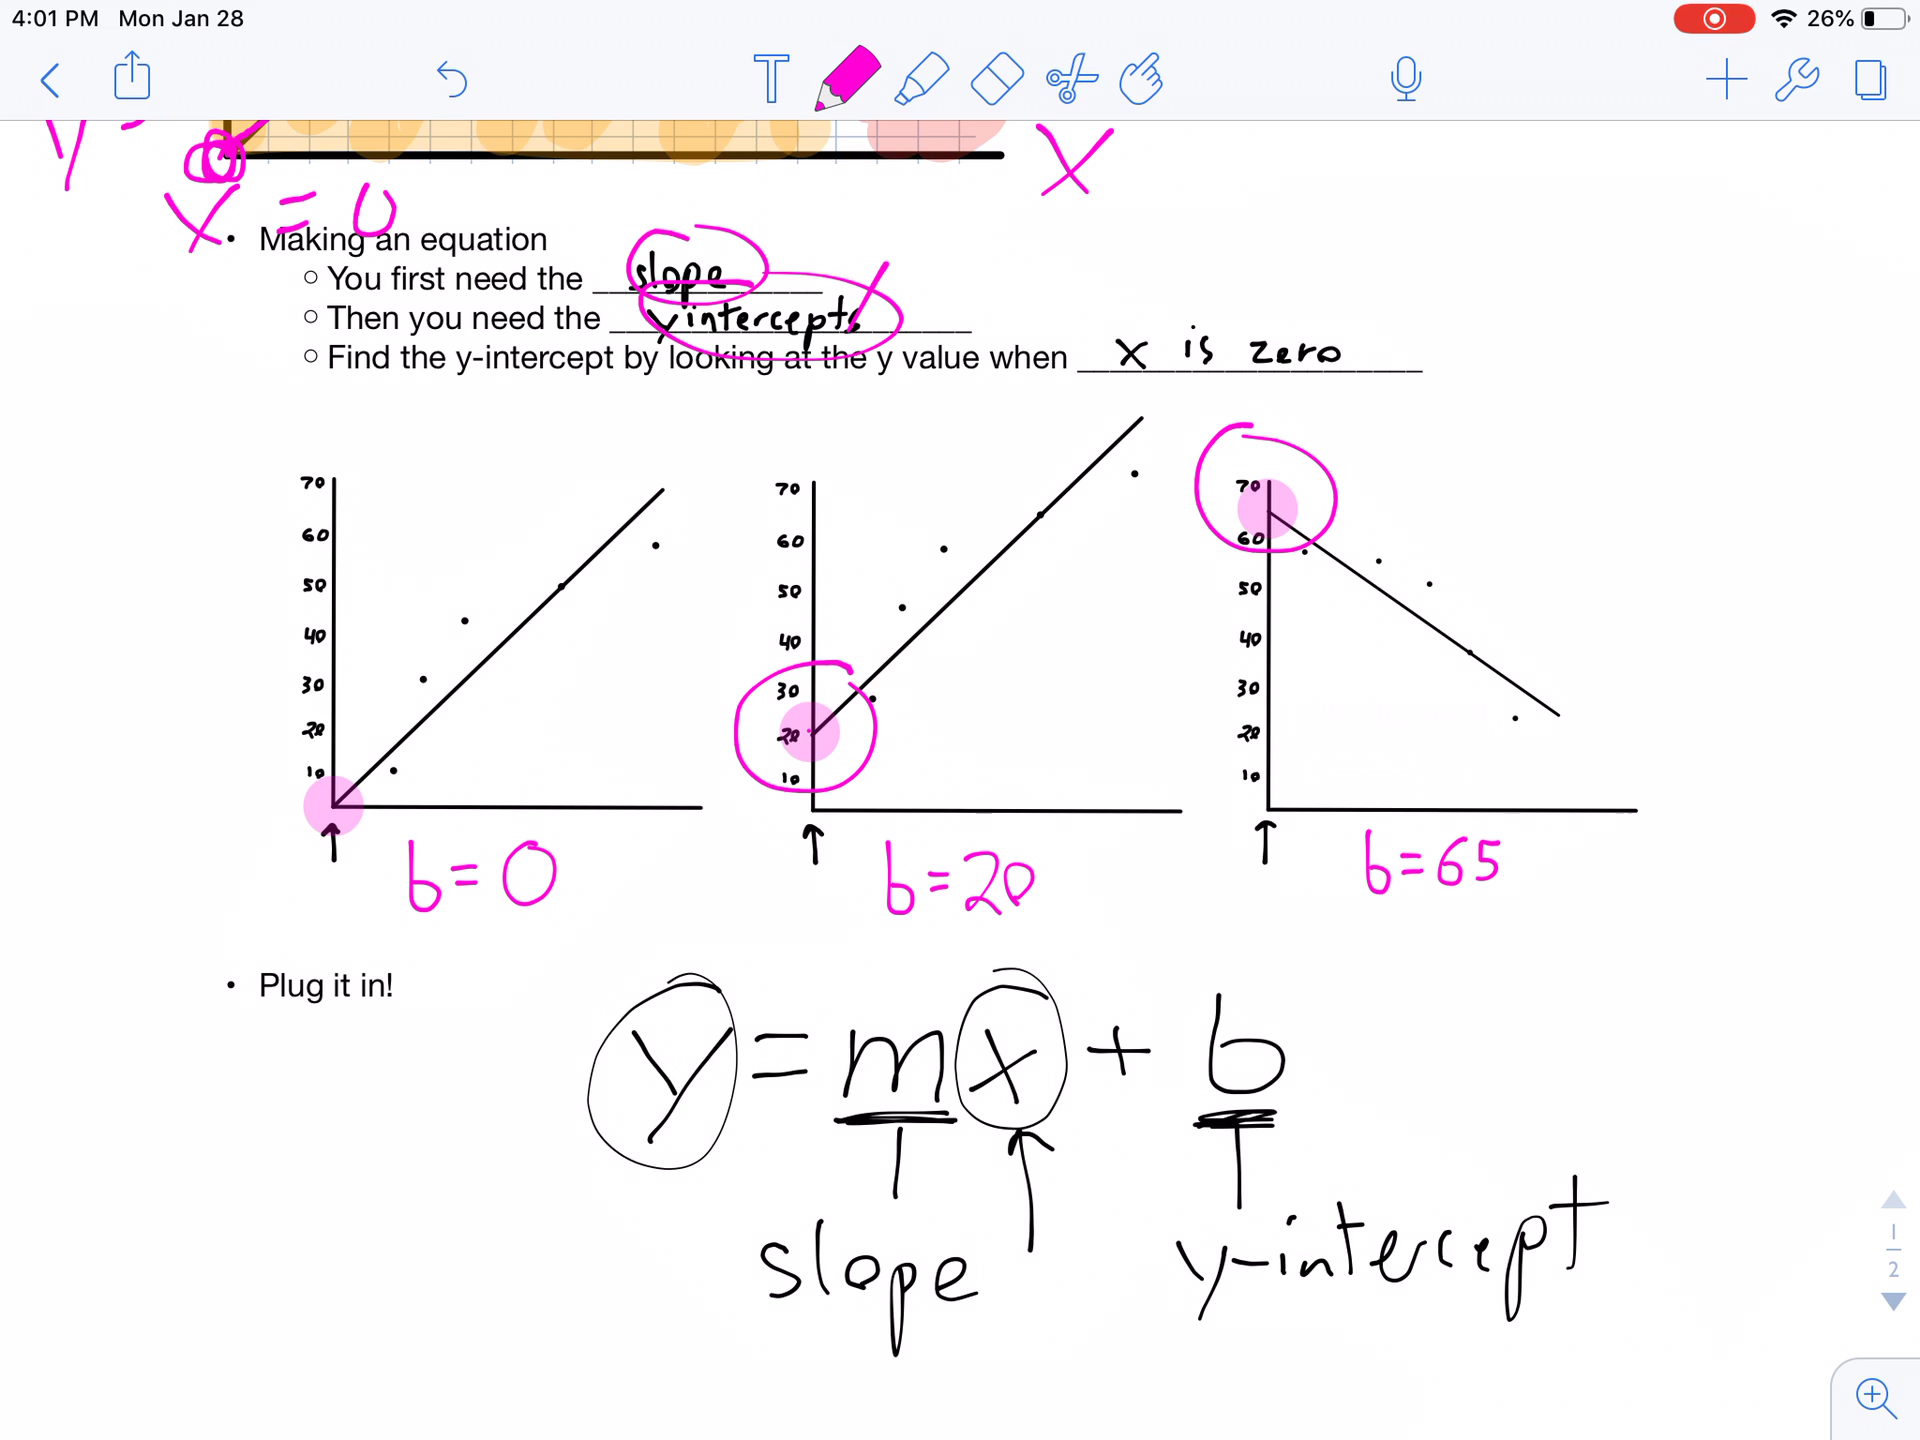 4:01 PM Mon Jan 28
26%
T
y =
x = 0
x
• Making an equation
○ You first need the slope
○ Then you need the y intercepts
○ Find the y-intercept by looking at the y value when x is zero
70
60
50
40
30
20
10
b=0
70
60
50
40
30
20
10
b=20
70
60
50
40
30
20
10
b=65
• Plug it in!
y = mx + b
slope
y-intercept
1
2